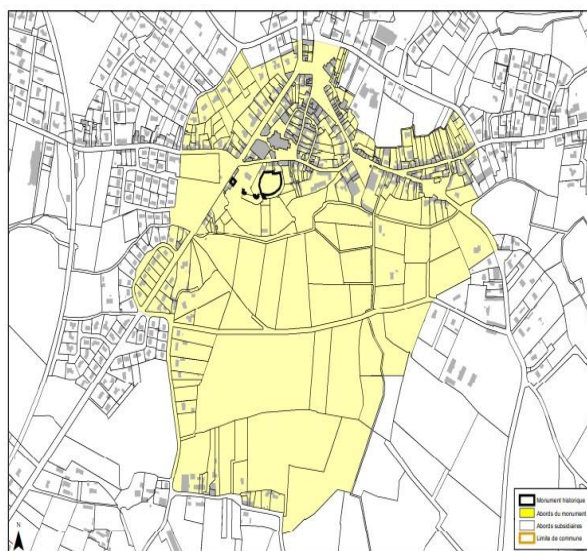 N
Monument historique
Abords du monument
Abords subsidiaires
Limite de commune